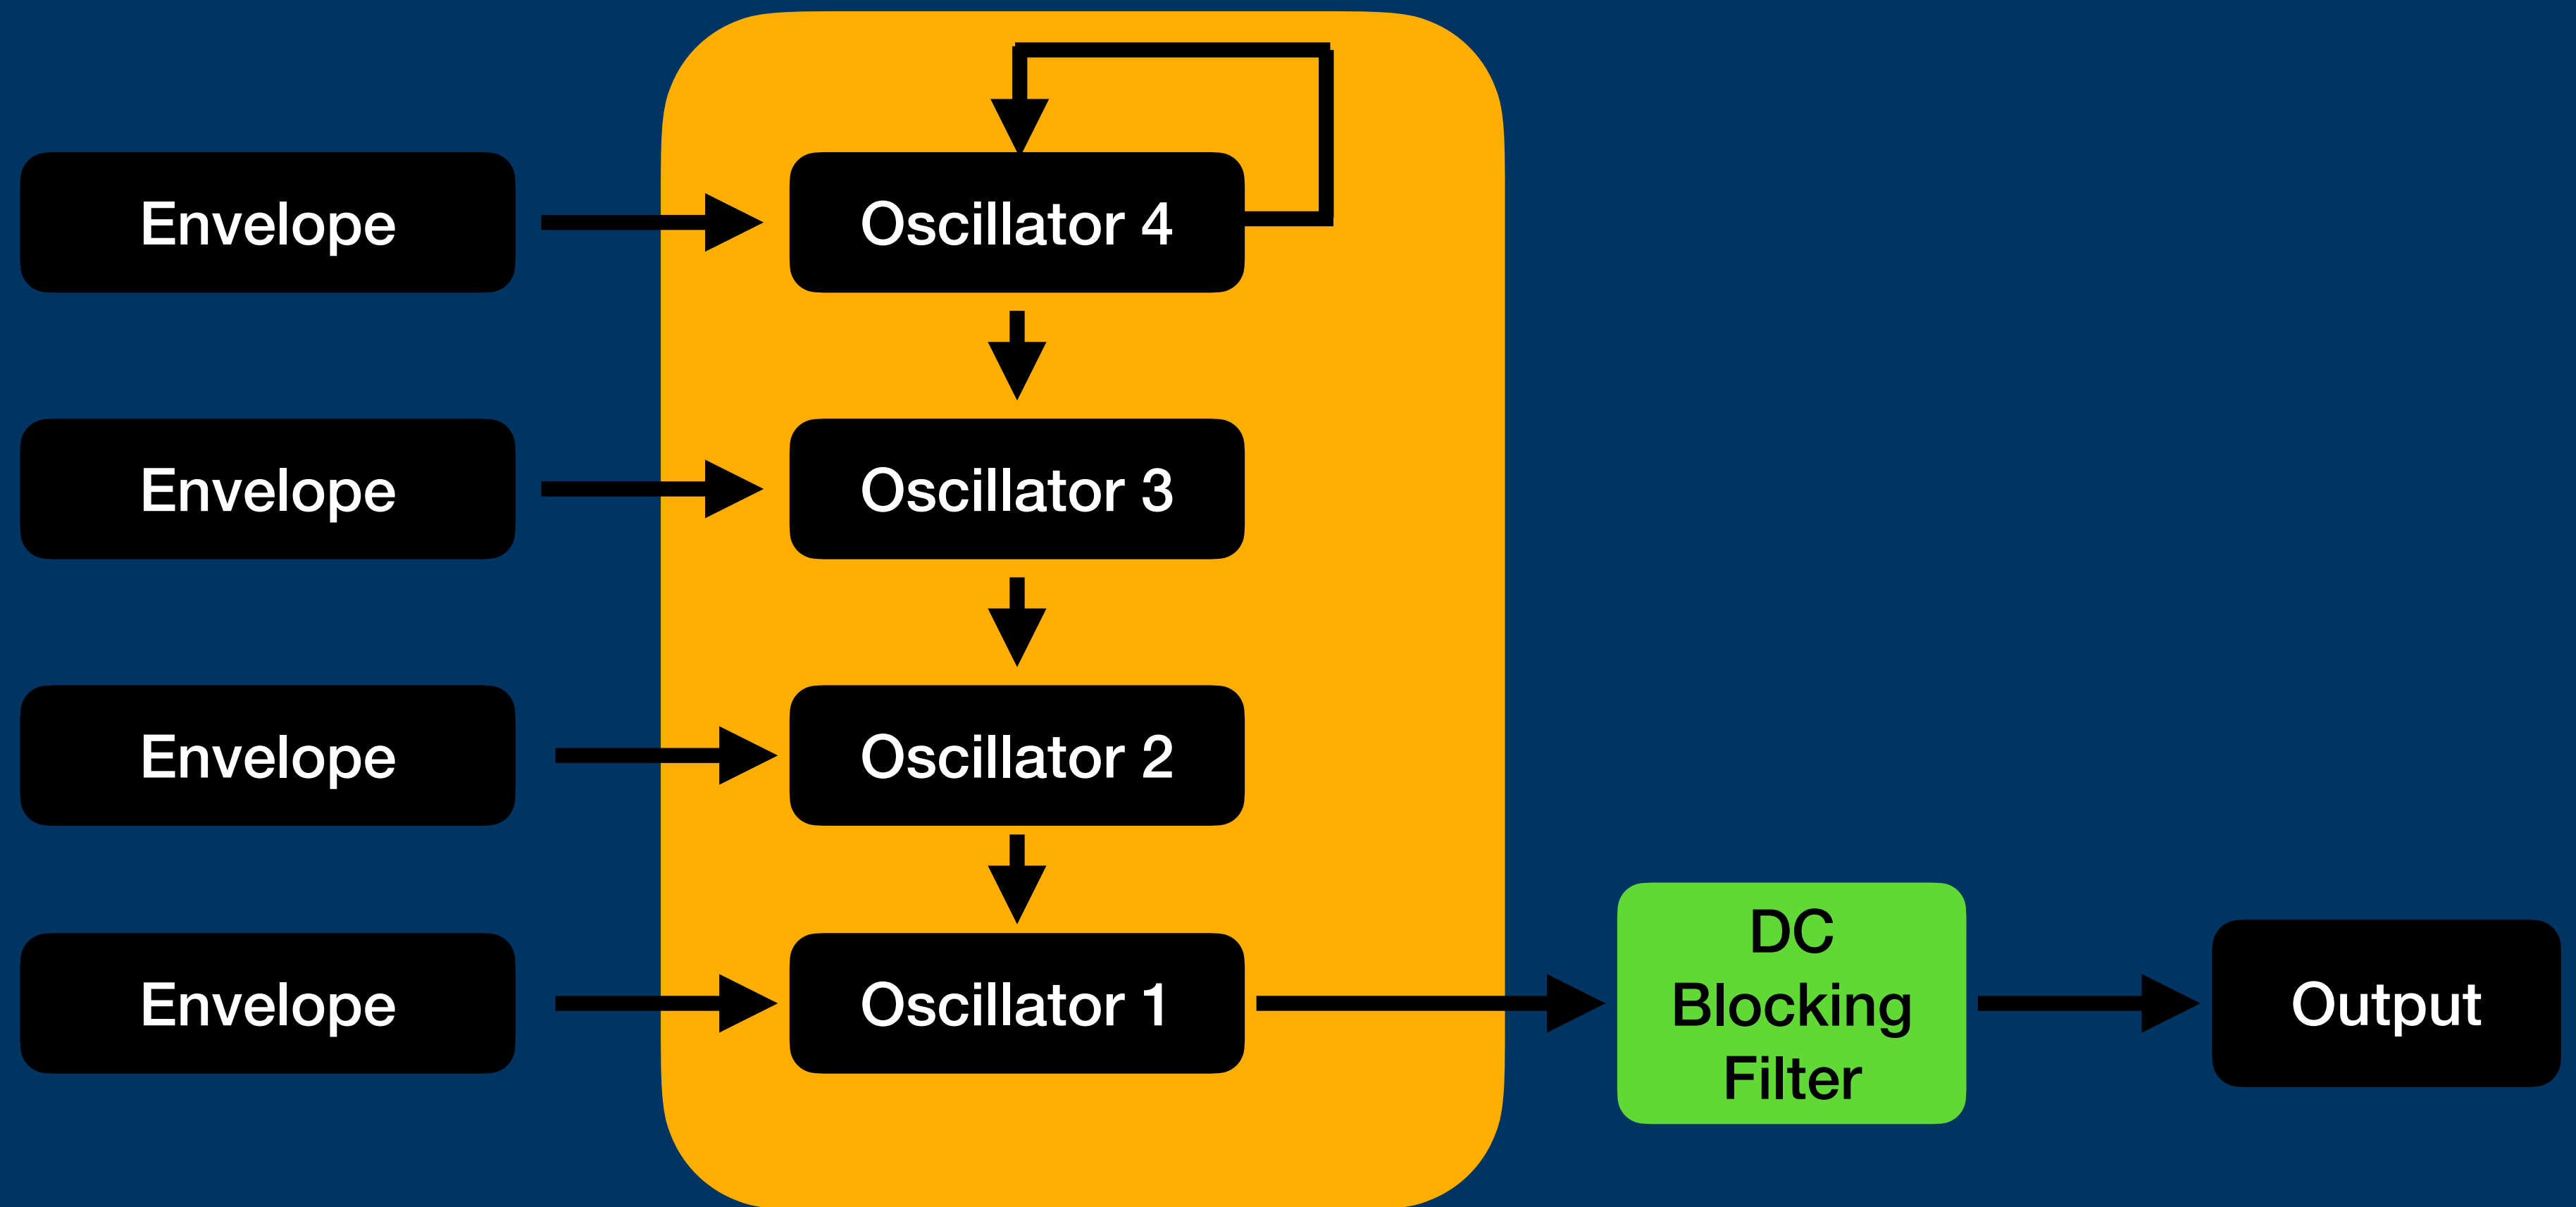 Envelope
Oscillator 4
Envelope
Oscillator 3
Envelope
Oscillator 2
Envelope
Oscillator 1
DC
Blocking
Filter
Output